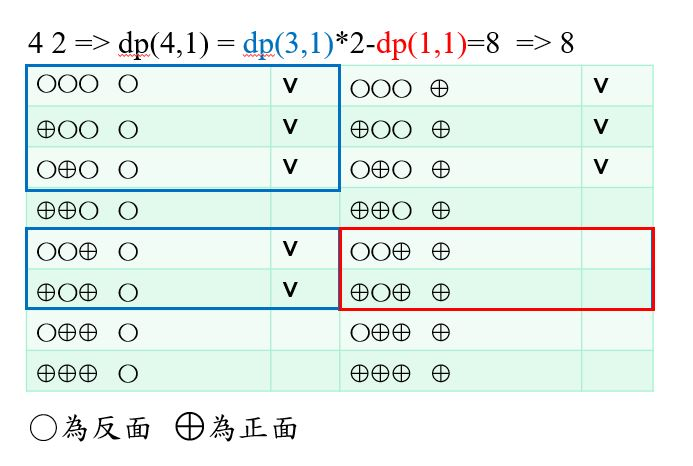 4 2 => dp(4,1) = dp(3,1)*2-dp(1,1)=8 => 8
○○○ ○ v ○○○ ⊕ v
⊕○○ ○ v ⊕○○ ⊕ v
○⊕○ ○ v ○⊕○ ⊕ v
⊕⊕○ ○ ⊕⊕○ ⊕
○○⊕ ○ v ○○⊕ ⊕
⊕○⊕ ○ v ⊕○⊕ ⊕
○⊕⊕ ○ ○⊕⊕ ⊕
⊕⊕⊕ ○ ⊕⊕⊕ ⊕
○為反面 ⊕為正面